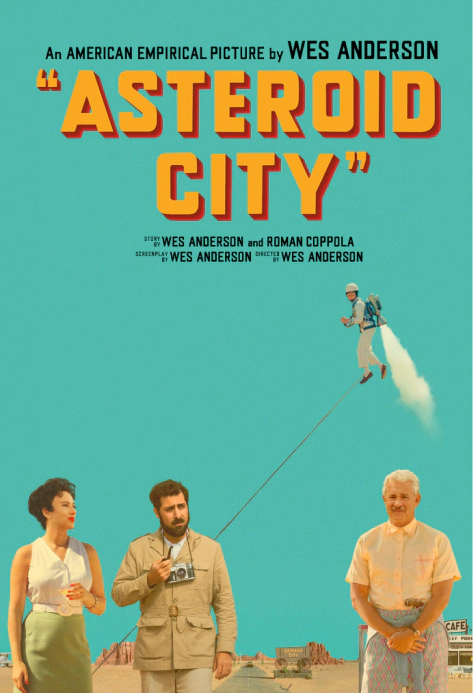 An AMERICAN EMPIRICAL PICTURE by WES ANDERSON
“ASTEROID
CITY”
STORY BY WES ANDERSON and ROMAN COPPOLA
SCREENPLAY BY WES ANDERSON DIRECTED BY WES ANDERSON
CAFE